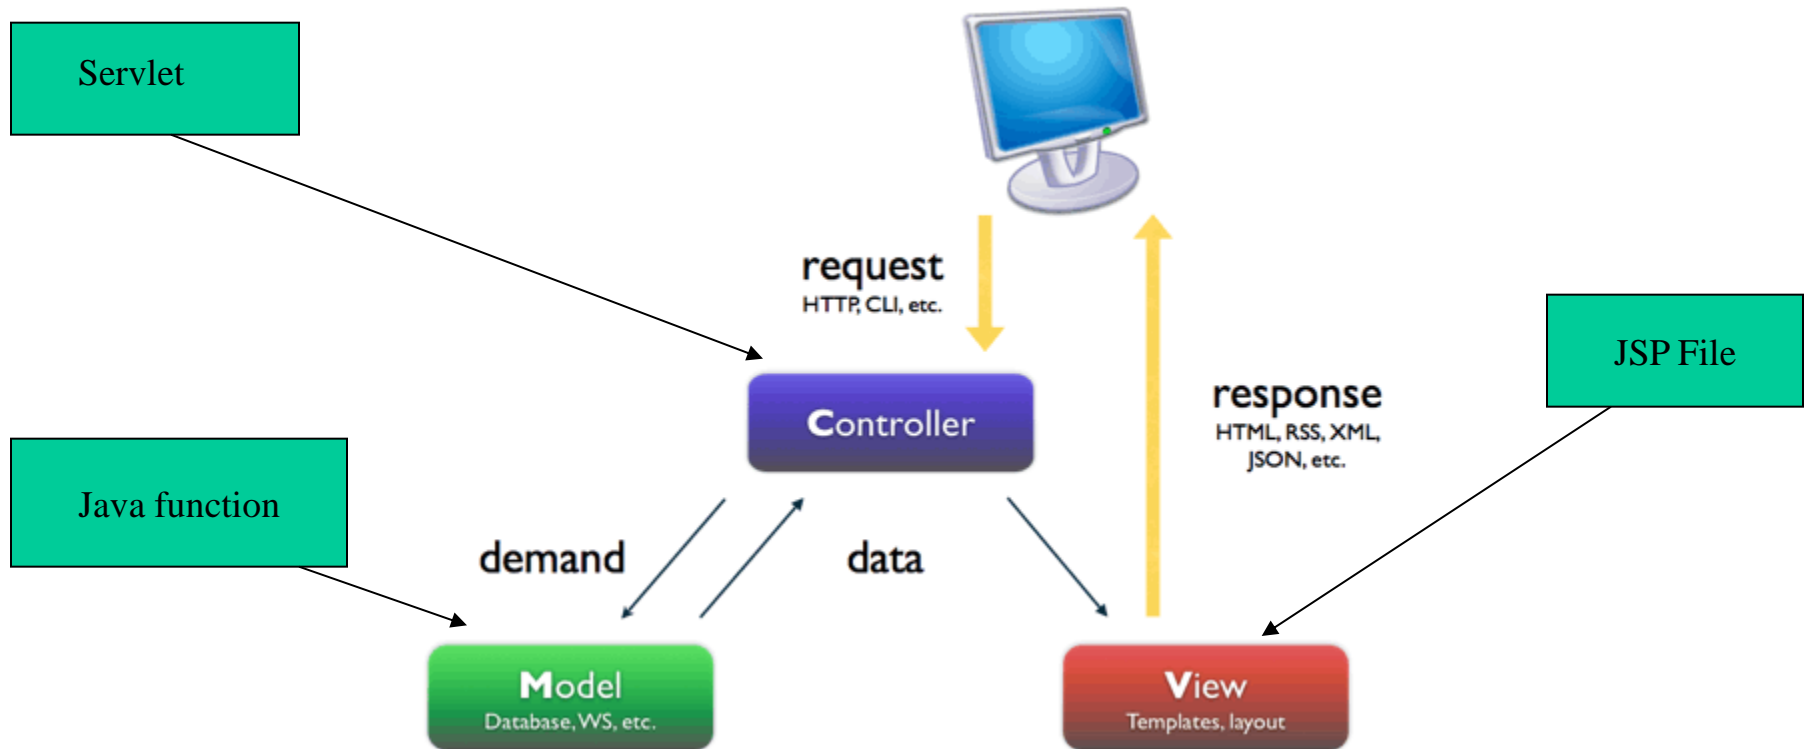 Servlet
request
HTTP, CLI, etc.
JSP File
Controller
response
HTML, RSS, XML,
JSON, etc.
Java function
demand
data
Model
Database, WS, etc.
View
Templates, layout